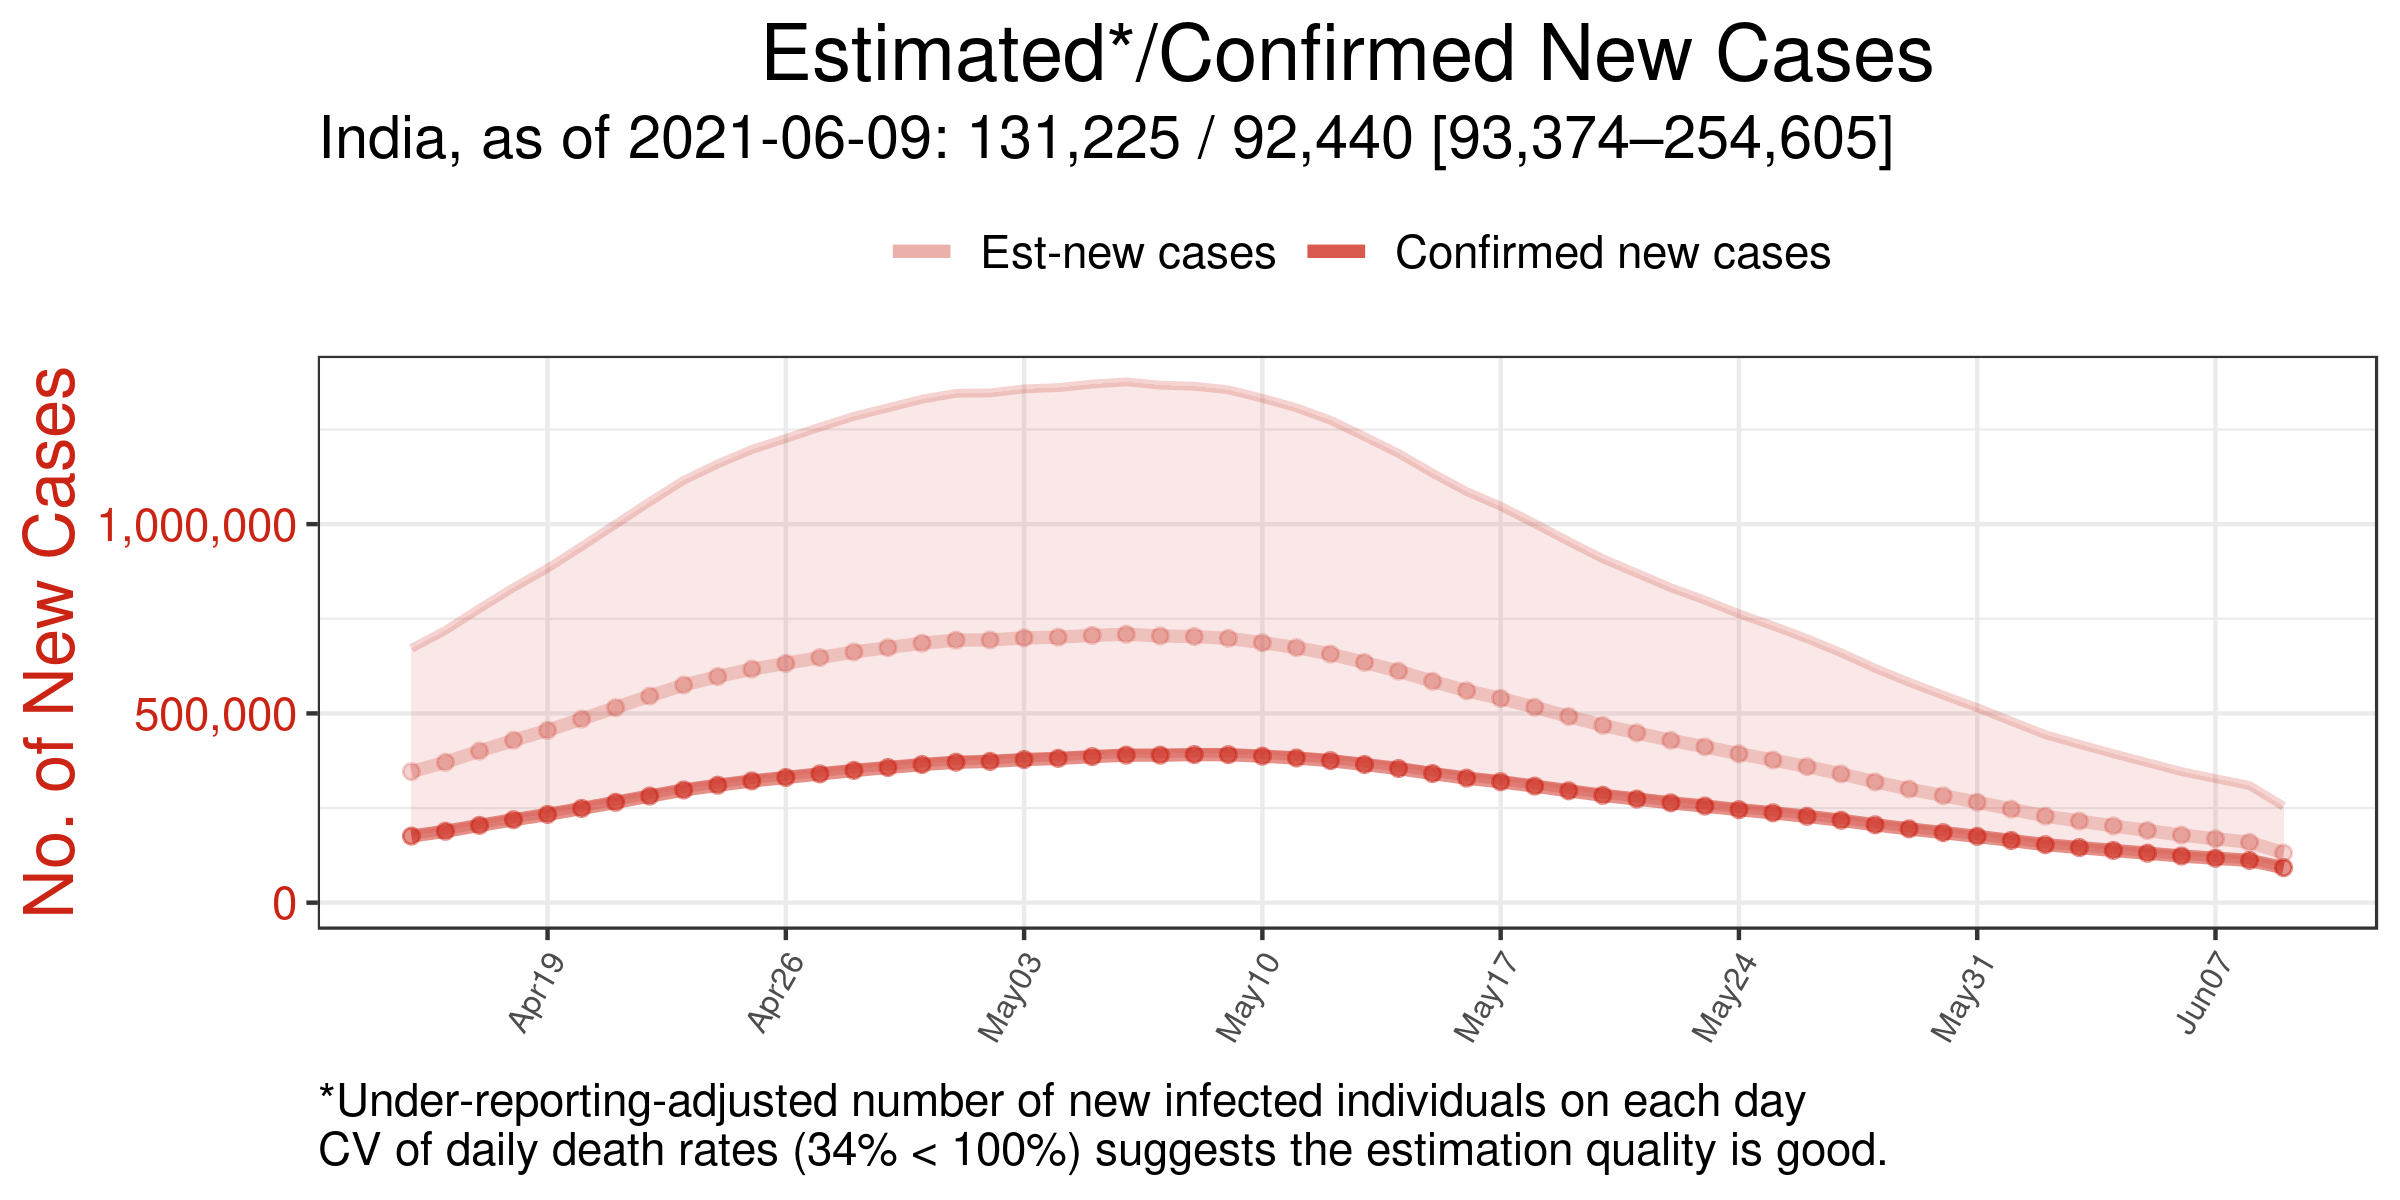 Estimated*/Confirmed New Cases
India, as of 2021-06-09: 131,225 / 92,440 [93,374–254,605]
Est-new cases
Confirmed new cases
No. of New Cases
1,000,000
500,000
0
Apr19
Apr26
May03
May10
May17
May24
May31
Jun07
*Under-reporting-adjusted number of new infected individuals on each day
CV of daily death rates (34% < 100%) suggests the estimation quality is good.